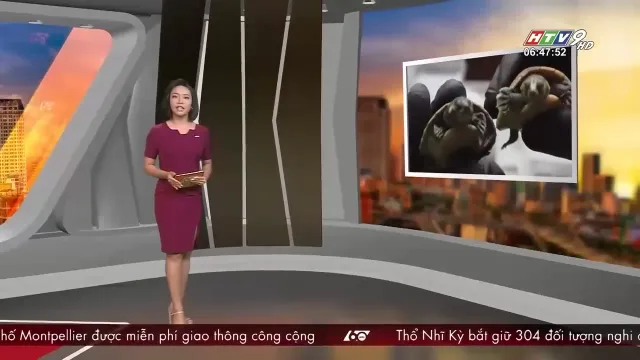 HTV9 HD
06:47:52
hố Montpellier được miễn phí giao thông công cộng
60 Thổ Nhĩ Kỳ bắt giữ 304 đối tượng nghi